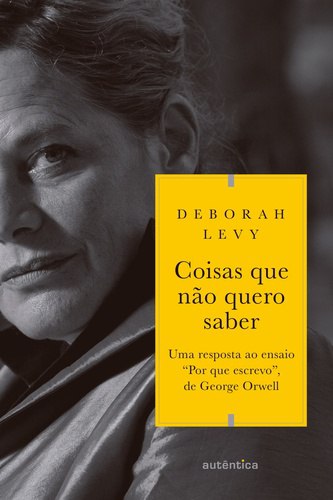 DEBORAH
LEVY
Coisas que
não quero
saber
Uma resposta ao ensaio
“Por que escrevo”,
de George Orwell
autêntica